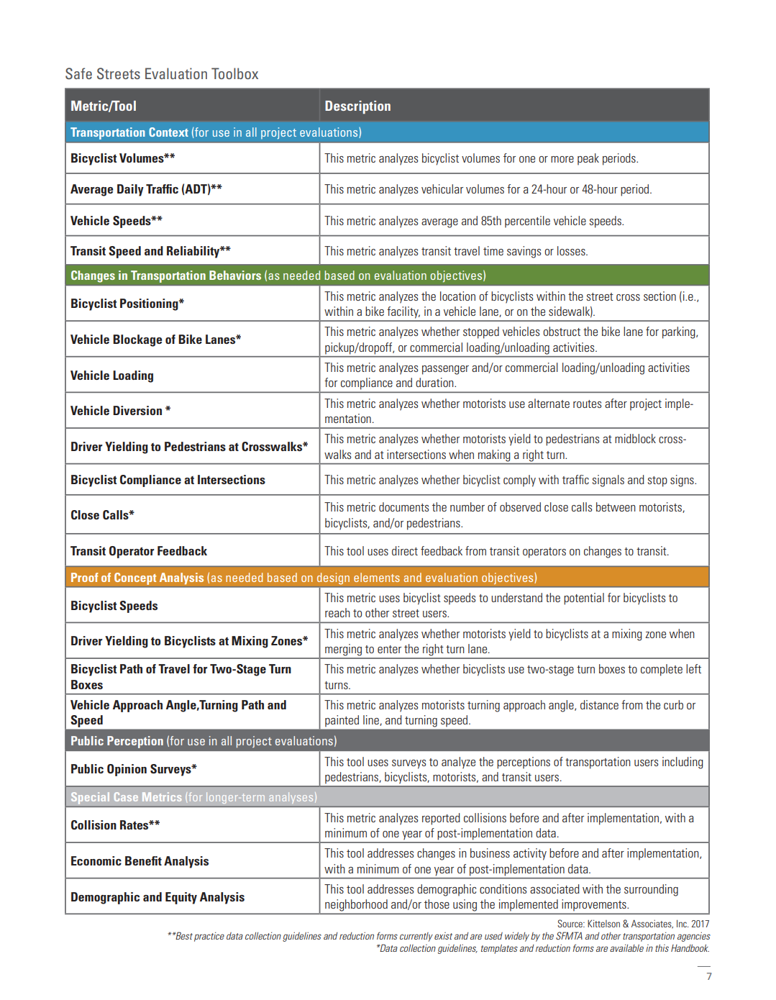 Safe Streets Evaluation Toolbox
Metric/Tool
Description
Transportation Context (for use in all project evaluations)
Bicyclist Volumes**
This metric analyzes bicyclist volumes for one or more peak periods.
Average Daily Traffic (ADT)**
This metric analyzes vehicular volumes for a 24-hour or 48-hour period.
Vehicle Speeds**
This metric analyzes average and 85th percentile vehicle speeds.
Transit Speed and Reliability**
This metric analyzes transit travel time savings or losses.
Changes in Transportation Behaviors (as needed based on evaluation objectives)
Bicyclist Positioning*
This metric analyzes the location of bicyclists within the street cross section (i.e.,
within a bike facility, in a vehicle lane, or on the sidewalk).
Vehicle Blockage of Bike Lanes*
This metric analyzes whether stopped vehicles obstruct the bike lane for parking,
pickup/dropoff, or commercial loading/unloading activities.
Vehicle Loading
This metric analyzes passenger and/or commercial loading/unloading activities
for compliance and duration.
Vehicle Diversion *
This metric analyzes whether motorists use alternate routes after project imple-
mentation.
Driver Yielding to Pedestrians at Crosswalks*
This metric analyzes whether motorists yield to pedestrians at midblock cross-
walks and at intersections when making a right turn.
Bicyclist Compliance at Intersections
This metric analyzes whether bicyclist comply with traffic signals and stop signs.
Close Calls*
This metric documents the number of observed close calls between motorists,
bicyclists, and/or pedestrians.
Transit Operator Feedback
This tool uses direct feedback from transit operators on changes to transit.
Proof of Concept Analysis (as needed based on design elements and evaluation objectives)
Bicyclist Speeds
This metric uses bicyclist speeds to understand the potential for bicyclists to
reach to other street users.
Driver Yielding to Bicyclists at Mixing Zones*
This metric analyzes whether motorists yield to bicyclists at a mixing zone when
merging to enter the right turn lane.
Bicyclist Path of Travel for Two-Stage Turn
Boxes
This metric analyzes whether bicyclists use two-stage turn boxes to complete left
turns.
Vehicle Approach Angle,Turning Path and
Speed
This metric analyzes motorists turning approach angle, distance from the curb or
painted line, and turning speed.
Public Perception (for use in all project evaluations)
Public Opinion Surveys*
This tool uses surveys to analyze the perceptions of transportation users including
pedestrians, bicyclists, motorists, and transit users.
Special Case Metrics (for longer-term analyses)
Collision Rates**
This metric analyzes reported collisions before and after implementation, with a
minimum of one year of post-implementation data.
Economic Benefit Analysis
This tool addresses changes in business activity before and after implementation,
with a minimum of one year of post-implementation data.
Demographic and Equity Analysis
This tool addresses demographic conditions associated with the surrounding
neighborhood and/or those using the implemented improvements.
Source: Kittelson & Associates, Inc. 2017
**Best practice data collection guidelines and reduction forms currently exist and are used widely by the SFMTA and other transportation agencies
*Data collection guidelines, templates and reduction forms are available in this Handbook.
7